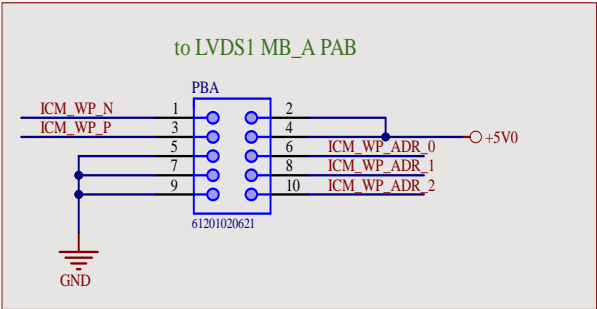 to LVDS1 MB_A PAB
PBA
ICM_WP_N 1 2
ICM_WP_P 3 4 +5V0
5 6 ICM_WP_ADR_0
7 8 ICM_WP_ADR_1
9 10 ICM_WP_ADR_2
61201020621
GND